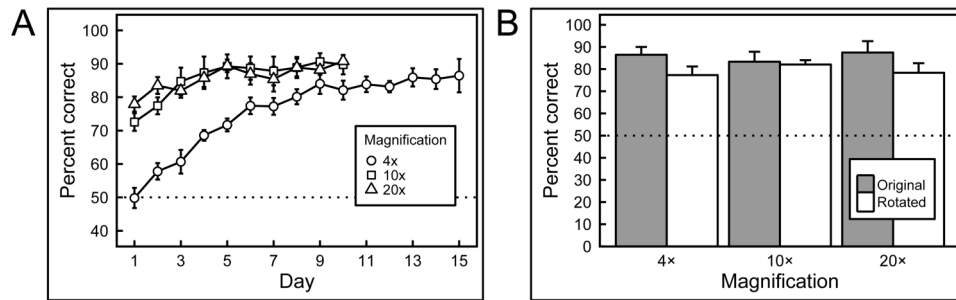 A
Percent correct
100
90
80
70
60
50
40
Magnification
4x
10x
20x
1 3 5 7 9 11 13 15
Day
B
Percent correct
100
90
80
70
60
50
40
30
20
10
0
Original
Rotated
4× 10× 20×
Magnification